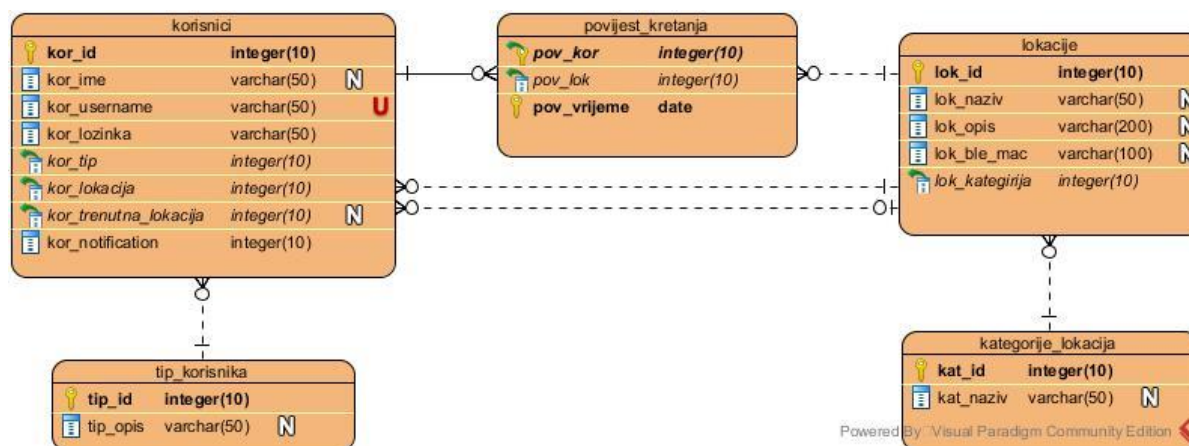 korisnici
kor_id integer(10)
kor_ime varchar(50) N
kor_username varchar(50) U
kor_lozinka varchar(50)
kor_tip integer(10)
kor_lokacija integer(10)
kor_trenutna_lokacija integer(10) N
kor_notification integer(10)
povijest_kretanja
pov_kor integer(10)
pov_lok integer(10)
pov_vrijeme date
lokacije
lok_id integer(10)
lok_naziv varchar(50) N
lok_opis varchar(200) N
lok_ble_mac varchar(100) N
lok_kategirija integer(10)
tip_korisnika
tip_id integer(10)
tip_opis varchar(50) N
kategorije_lokacija
kat_id integer(10)
kat_naziv varchar(50) N
Powered By Visual Paradigm Community Edition